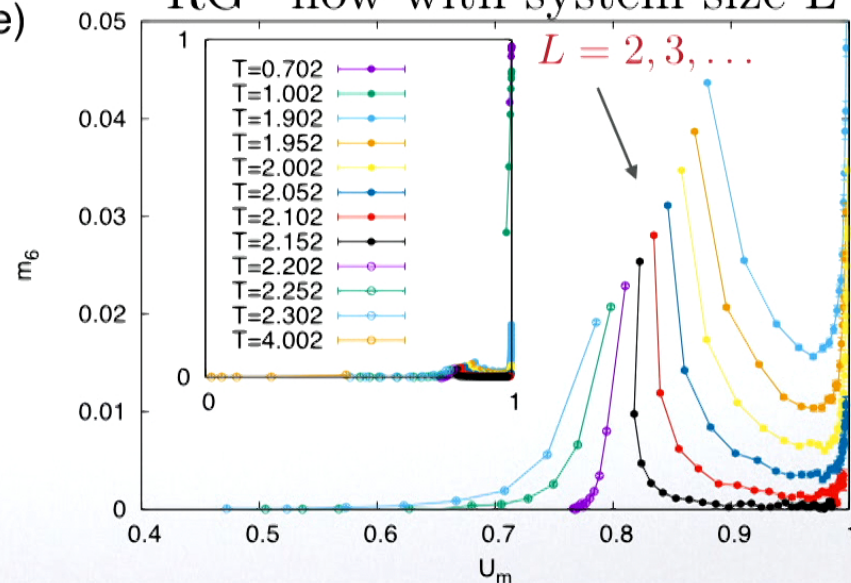 e)
RG flow with system size L
L = 2, 3, ...
0.05
0.04
0.03
0.02
0.01
0
m6
1
0
0
1
T=0.702
T=1.002
T=1.902
T=1.952
T=2.002
T=2.052
T=2.102
T=2.152
T=2.202
T=2.252
T=2.302
T=4.002
0.4
0.5
0.6
0.7
0.8
0.9
Um